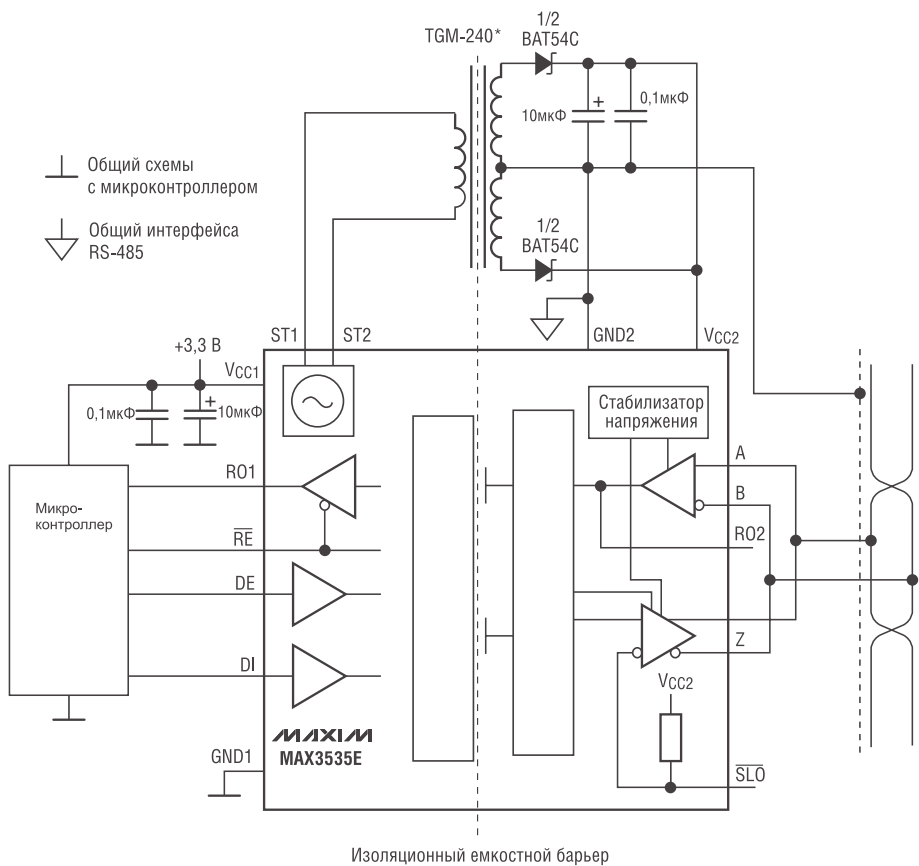 1/2
BAT54C
TGM-240*
10мкФ
+
0,1мкФ
Общий схемы
с микроконтроллером
Общий интерфейса
RS-485
1/2
BAT54C
ST1
ST2
GND2
VCC2
+3,3 В
VCC1
0,1мкФ
+
10мкФ
Стабилизатор
напряжения
A
RO1
B
Микро-
контроллер
RO2
RE
DE
Z
DI
VCC2
MAXIM
MAX3535E
GND1
SLO
Изоляционный емкостной барьер